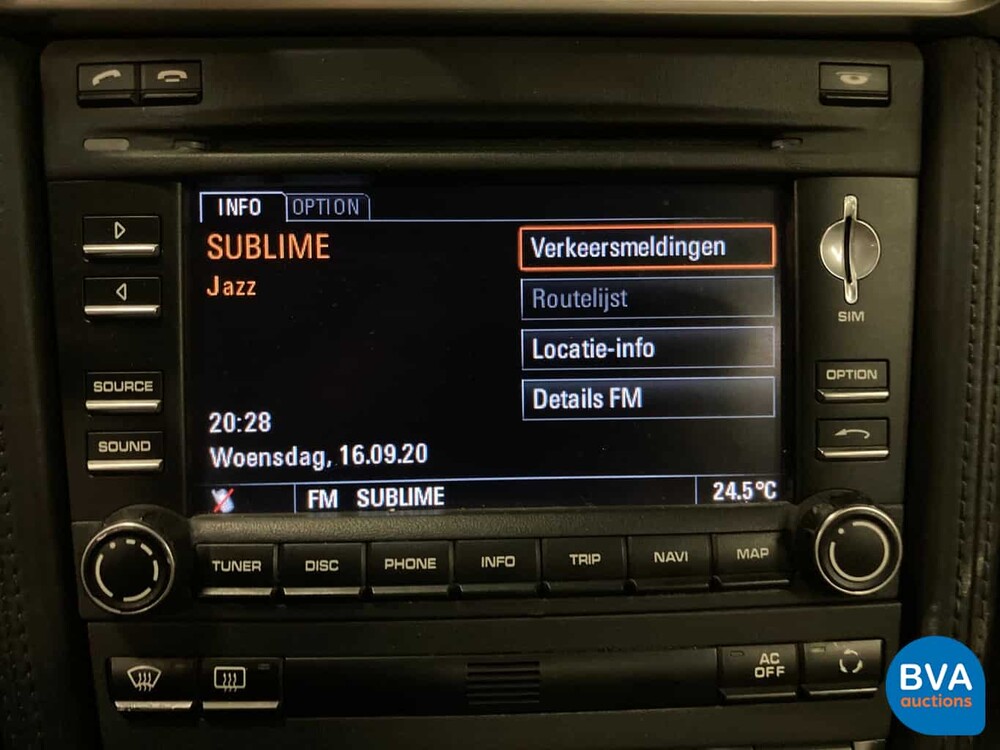 INFO OPTION
SUBLIME
Jazz
Verkeersmeldingen
Routelijst
Locatie-info
Details FM
20:28
Woensdag, 16.09.20
FM SUBLIME 24.5°C
SOURCE
SOUND
SIM
OPTION
TUNER DISC PHONE INFO TRIP NAVI MAP
AC
OFF
BVA
auctions